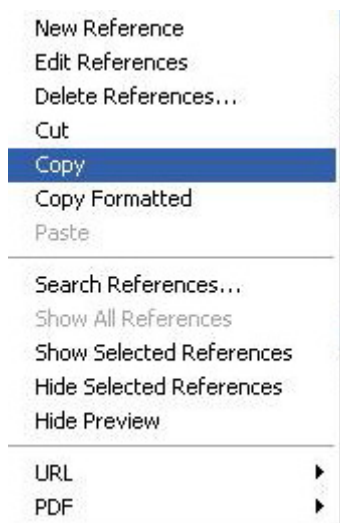 New Reference
Edit References
Delete References...
Cut
Copy
Copy Formatted
Paste
Search References...
Show All References
Show Selected References
Hide Selected References
Hide Preview
URL
PDF